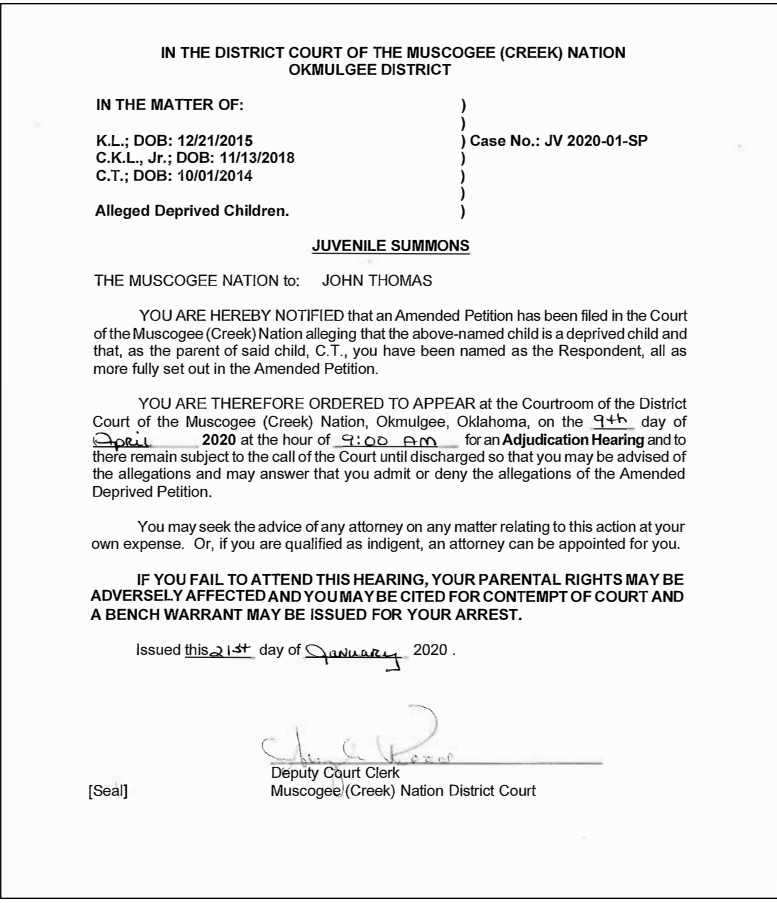 IN THE DISTRICT COURT OF THE MUSCOGEE (CREEK) NATION
OKMULGEE DISTRICT
IN THE MATTER OF: )
)
K.L.; DOB: 12/21/2015 ) Case No.: JV 2020-01-SP
C.K.L., Jr.; DOB: 11/13/2018 )
C.T.; DOB: 10/01/2014 )
)
Alleged Deprived Children. )
JUVENILE SUMMONS
THE MUSCOGEE NATION to: JOHN THOMAS
YOU ARE HEREBY NOTIFIED that an Amended Petition has been filed in the Court
of the Muscogee (Creek) Nation alleging that the above-named child is a deprived child and
that, as the parent of said child, C.T., you have been named as the Respondent, all as
more fully set out in the Amended Petition.
YOU ARE THEREFORE ORDERED TO APPEAR at the Courtroom of the District
Court of the Muscogee (Creek) Nation, Okmulgee, Oklahoma, on the 9th day of
April 2020 at the hour of 9:00 AM for an Adjudication Hearing and to
there remain subject to the call of the Court until discharged so that you may be advised of
the allegations and may answer that you admit or deny the allegations of the Amended
Deprived Petition.
You may seek the advice of any attorney on any matter relating to this action at your
own expense. Or, if you are qualified as indigent, an attorney can be appointed for you.
IF YOU FAIL TO ATTEND THIS HEARING, YOUR PARENTAL RIGHTS MAY BE
ADVERSELY AFFECTED AND YOU MAY BE CITED FOR CONTEMPT OF COURT AND
A BENCH WARRANT MAY BE ISSUED FOR YOUR ARREST.
Issued this 21st day of January 2020 .
Deputy Court Clerk
[Seal] Muscogee (Creek) Nation District Court